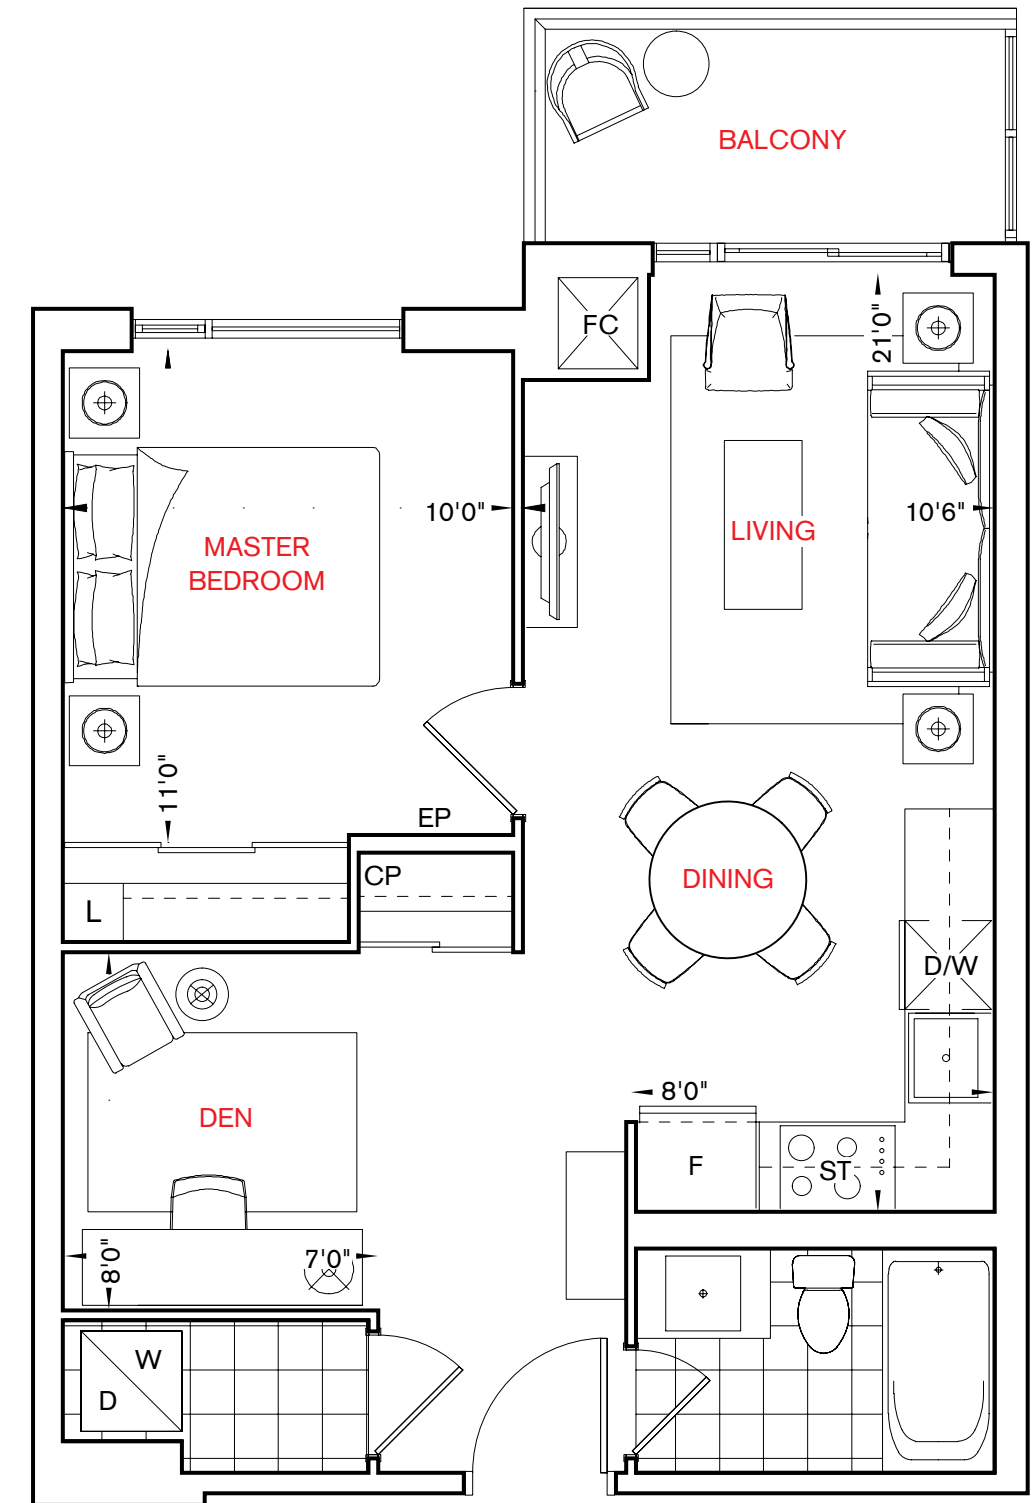 BALCONY
FC
21'0"
10'0"
10'6"
MASTER
BEDROOM
LIVING
11'0"
EP
CP
DINING
L
D/W
8'0"
DEN
F
ST
8'0"
7'0"
W
D